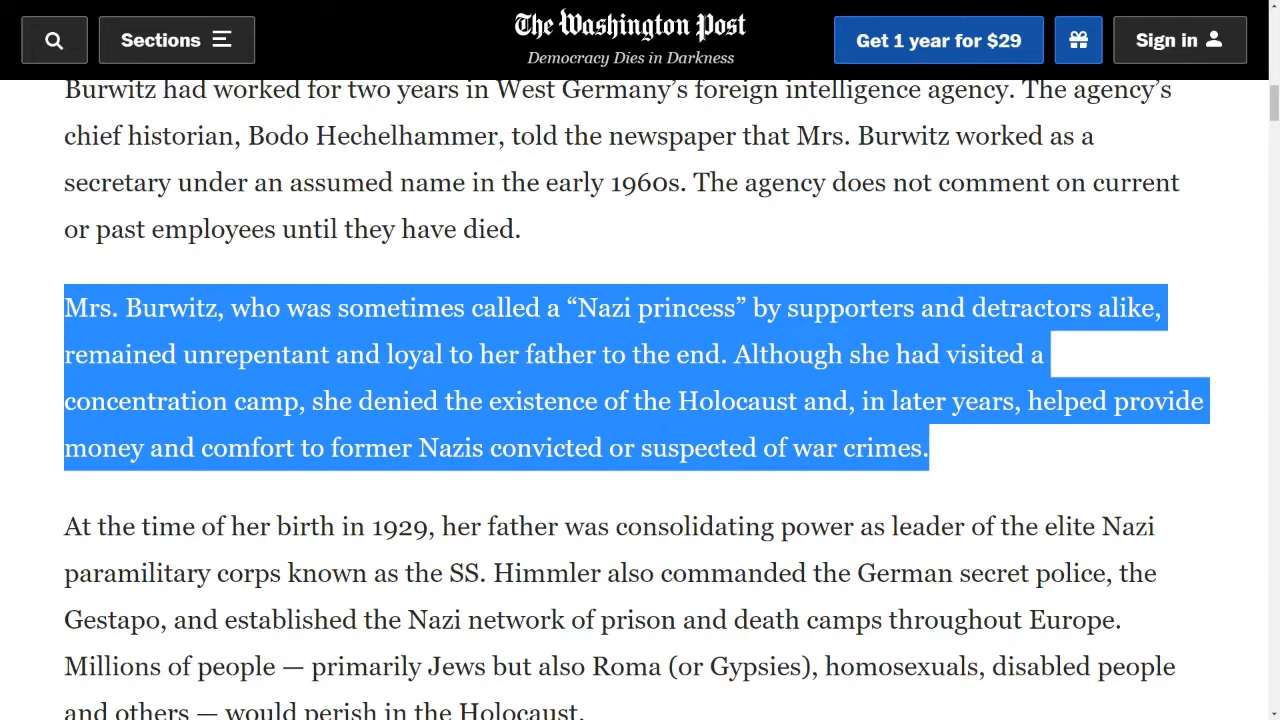 Sections
The Washington Post
Democracy Dies in Darkness
Get 1 year for $29
Sign in
Burwitz had worked for two years in West Germany’s foreign intelligence agency. The agency’s
chief historian, Bodo Hechelhammer, told the newspaper that Mrs. Burwitz worked as a
secretary under an assumed name in the early 1960s. The agency does not comment on current
or past employees until they have died.
Mrs. Burwitz, who was sometimes called a “Nazi princess” by supporters and detractors alike,
remained unrepentant and loyal to her father to the end. Although she had visited a
concentration camp, she denied the existence of the Holocaust and, in later years, helped provide
money and comfort to former Nazis convicted or suspected of war crimes.
At the time of her birth in 1929, her father was consolidating power as leader of the elite Nazi
paramilitary corps known as the SS. Himmler also commanded the German secret police, the
Gestapo, and established the Nazi network of prison and death camps throughout Europe.
Millions of people — primarily Jews but also Roma (or Gypsies), homosexuals, disabled people
and others — would perish in the Holocaust.